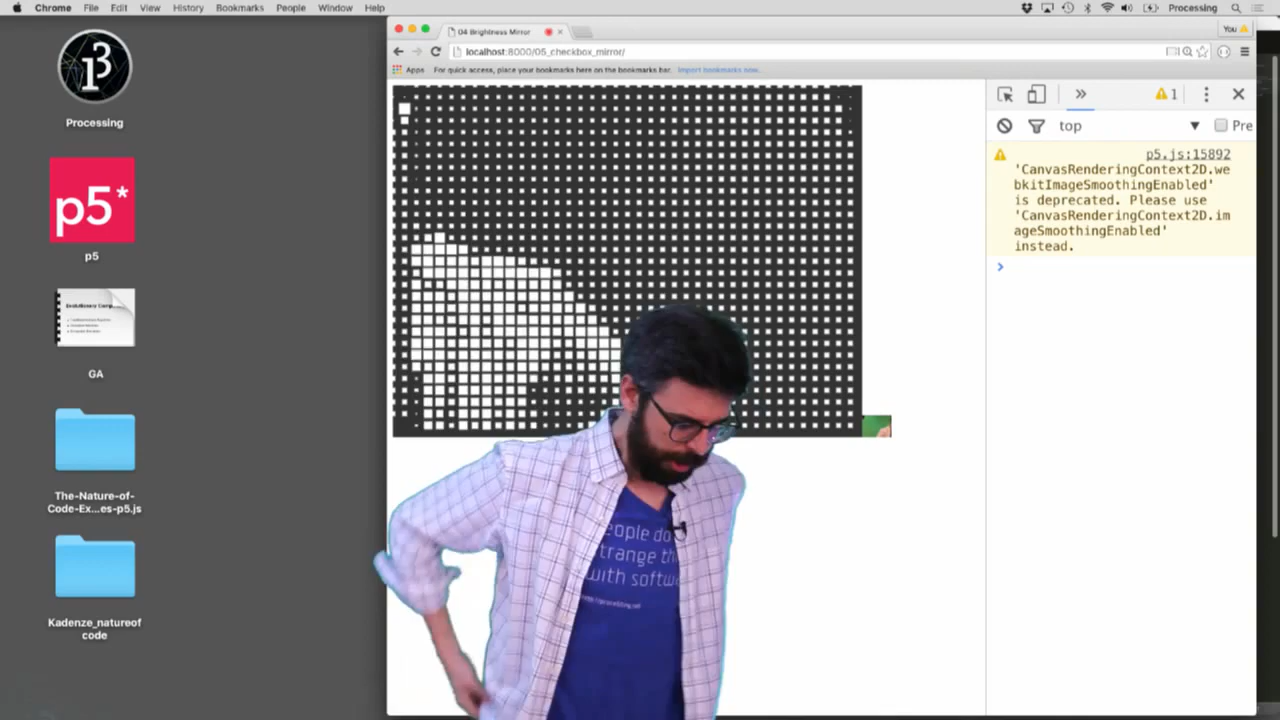 Chrome File Edit View History Bookmarks People Window Help Processing
04 Brightness Mirror
You
localhost:8000/05_checkbox_mirror/
Apps For quick access, place your bookmarks here on the bookmarks bar. Import bookmarks now...
Processing
p5*
p5
GA
The-Nature-of-
Code-Ex...es-p5.js
Kadenze_natureof
code
» 1
top Pre
p5.js:15892
'CanvasRenderingContext2D.we
bkitImageSmoothingEnabled'
is deprecated. Please use
'CanvasRenderingContext2D.im
ageSmoothingEnabled'
instead.
eople do
trange th
with softw